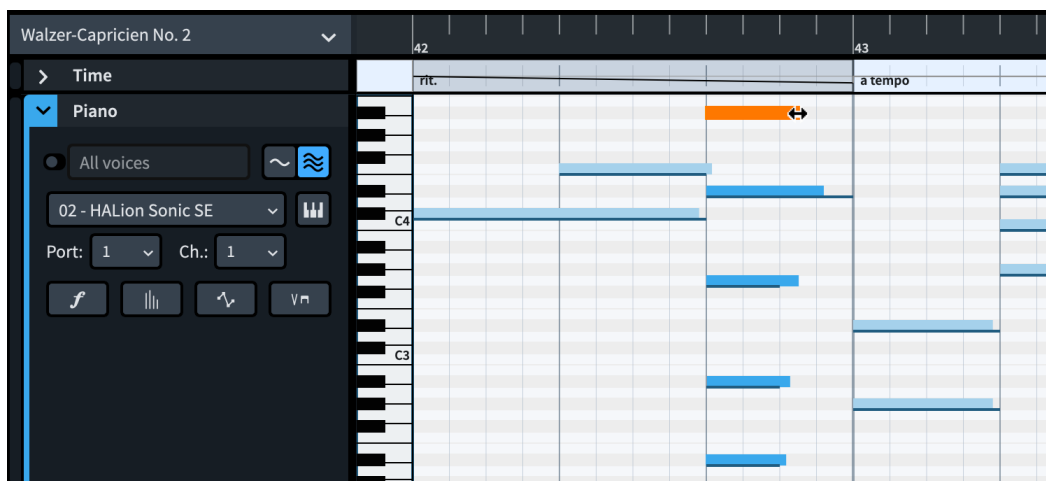 Walzer-Capricien No. 2
42
43
Time
rit.
a tempo
Piano
All voices
02 - HALion Sonic SE
C4
Port: 1 Ch.: 1
f
V
C3